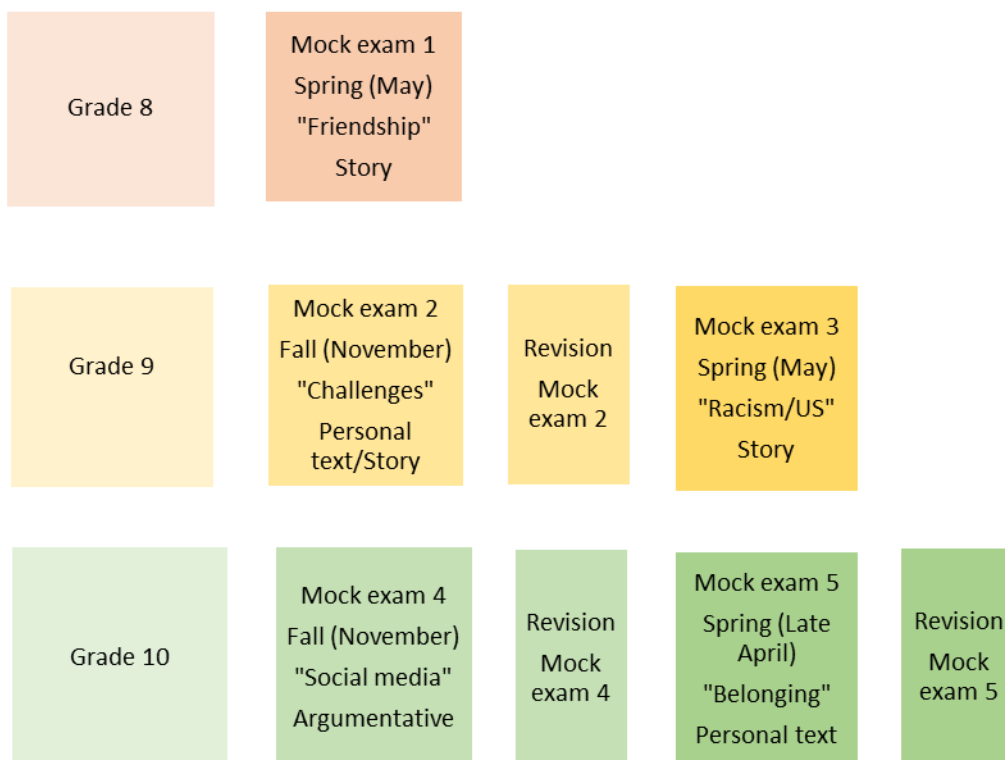 Grade 8
Mock exam 1
Spring (May)
"Friendship"
Story
Grade 9
Mock exam 2
Fall (November)
"Challenges"
Personal
text/Story
Revision
Mock
exam 2
Mock exam 3
Spring (May)
"Racism/US"
Story
Grade 10
Mock exam 4
Fall (November)
"Social media"
Argumentative
Revision
Mock
exam 4
Mock exam 5
Spring (Late
April)
"Belonging"
Personal text
Revision
Mock
exam 5